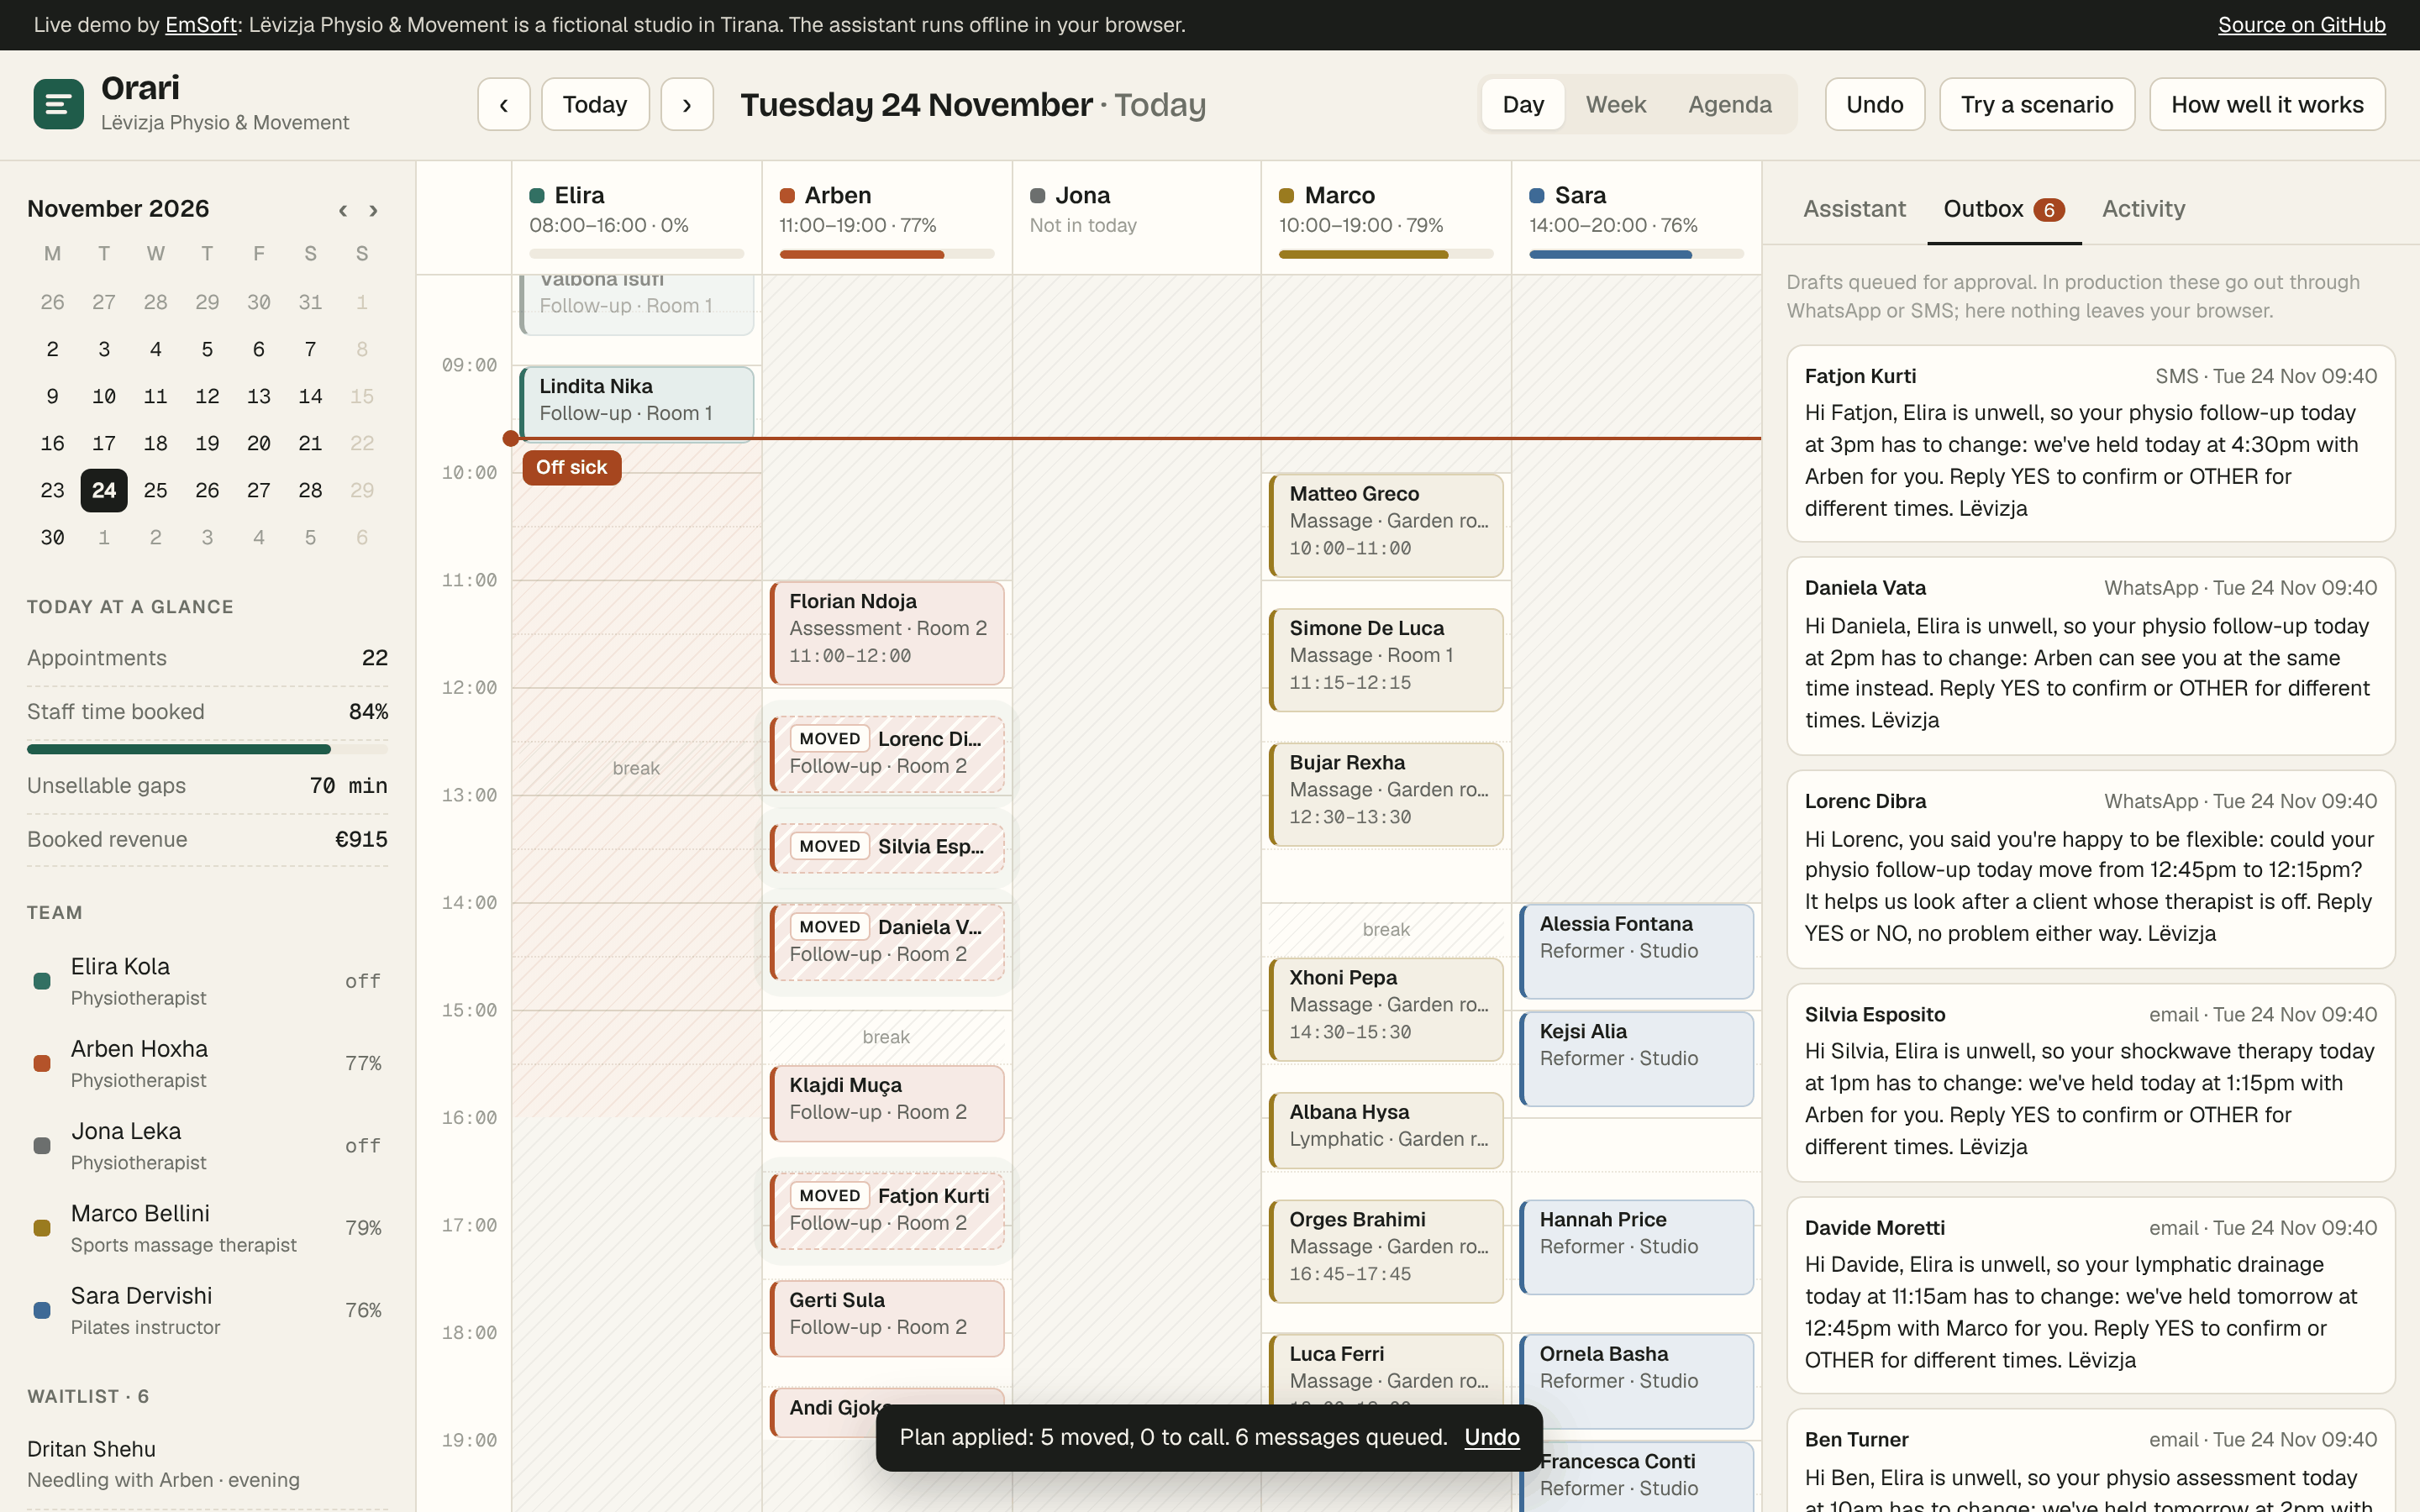 Live demo by EmSoft: Lëvizja Physio & Movement is a fictional studio in Tirana. The assistant runs offline in your browser.
Source on GitHub
Orari
Lëvizja Physio & Movement
‹
Today
›
Tuesday 24 November · Today
Day
Week
Agenda
Undo
Try a scenario
How well it works
November 2026
‹ ›
M T W T F S S
26 27 28 29 30 31 1
2 3 4 5 6 7 8
9 10 11 12 13 14 15
16 17 18 19 20 21 22
23 24 25 26 27 28 29
30 1 2 3 4 5 6
TODAY AT A GLANCE
Appointments 22
Staff time booked 84%
Unsellable gaps 70 min
Booked revenue €915
TEAM
Elira Kola
Physiotherapist
off
Arben Hoxha
Physiotherapist
77%
Jona Leka
Physiotherapist
off
Marco Bellini
Sports massage therapist
79%
Sara Dervishi
Pilates instructor
76%
WAITLIST · 6
Dritan Shehu
Needling with Arben · evening
09:00
10:00
11:00
12:00
13:00
14:00
15:00
16:00
17:00
18:00
19:00
Elira
08:00–16:00 · 0%
Valbona Isufi
Follow-up · Room 1
Lindita Nika
Follow-up · Room 1
Off sick
break
Arben
11:00–19:00 · 77%
Florian Ndoja
Assessment · Room 2
11:00–12:00
MOVED Lorenc Di…
Follow-up · Room 2
MOVED Silvia Esp…
MOVED Daniela V…
Follow-up · Room 2
break
Klajdi Muça
Follow-up · Room 2
MOVED Fatjon Kurti
Follow-up · Room 2
Gerti Sula
Follow-up · Room 2
Andi Gjoka
Jona
Not in today
Marco
10:00–19:00 · 79%
Matteo Greco
Massage · Garden ro…
10:00–11:00
Simone De Luca
Massage · Room 1
11:15–12:15
Bujar Rexha
Massage · Garden ro…
12:30–13:30
break
Xhoni Pepa
Massage · Garden ro…
14:30–15:30
Albana Hysa
Lymphatic · Garden r…
Orges Brahimi
Massage · Garden ro…
16:45–17:45
Luca Ferri
Massage · Garden ro…
Sara
14:00–20:00 · 76%
Alessia Fontana
Reformer · Studio
Kejsi Alia
Reformer · Studio
Hannah Price
Reformer · Studio
Ornela Basha
Reformer · Studio
Francesca Conti
Reformer · Studio
Plan applied: 5 moved, 0 to call. 6 messages queued. Undo
Assistant
Outbox 6
Activity
Drafts queued for approval. In production these go out through
WhatsApp or SMS; here nothing leaves your browser.
Fatjon Kurti
SMS · Tue 24 Nov 09:40
Hi Fatjon, Elira is unwell, so your physio follow-up today
at 3pm has to change: we've held today at 4:30pm with
Arben for you. Reply YES to confirm or OTHER for
different times. Lëvizja
Daniela Vata
WhatsApp · Tue 24 Nov 09:40
Hi Daniela, Elira is unwell, so your physio follow-up today
at 2pm has to change: Arben can see you at the same
time instead. Reply YES to confirm or OTHER for different
times. Lëvizja
Lorenc Dibra
WhatsApp · Tue 24 Nov 09:40
Hi Lorenc, you said you're happy to be flexible: could your
physio follow-up today move from 12:45pm to 12:15pm?
It helps us look after a client whose therapist is off. Reply
YES or NO, no problem either way. Lëvizja
Silvia Esposito
email · Tue 24 Nov 09:40
Hi Silvia, Elira is unwell, so your shockwave therapy today
at 1pm has to change: we've held today at 1:15pm with
Arben for you. Reply YES to confirm or OTHER for
different times. Lëvizja
Davide Moretti
email · Tue 24 Nov 09:40
Hi Davide, Elira is unwell, so your lymphatic drainage
today at 11:15am has to change: we've held tomorrow at
12:45pm with Marco for you. Reply YES to confirm or
OTHER for different times. Lëvizja
Ben Turner
email · Tue 24 Nov 09:40
Hi Ben, Elira is unwell, so your physio assessment today
at 10am has to change: we've held tomorrow at 2pm with